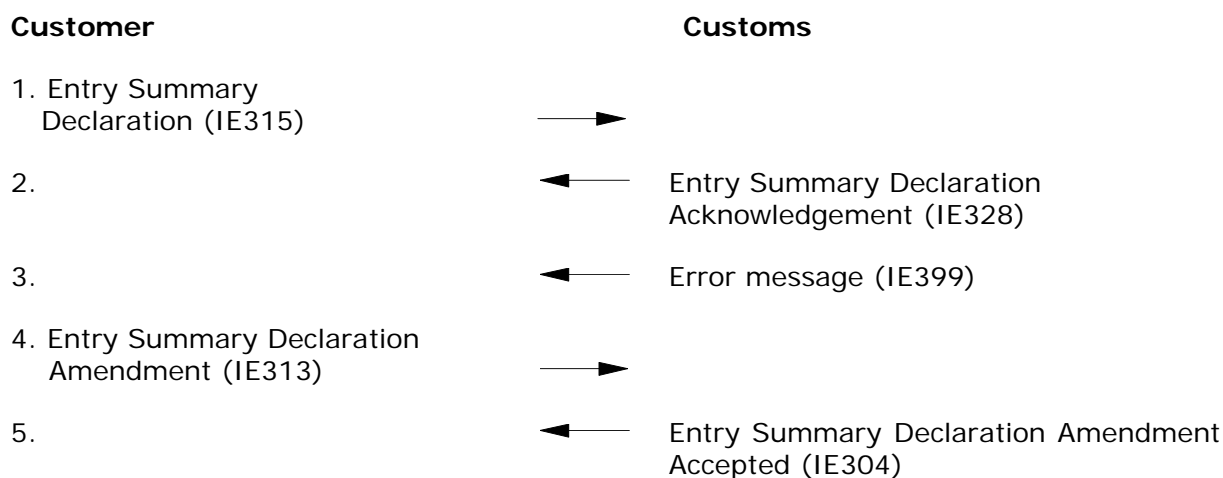 Customer Customs
1. Entry Summary
Declaration (IE315)
2. Entry Summary Declaration
Acknowledgement (IE328)
3. Error message (IE399)
4. Entry Summary Declaration
Amendment (IE313)
5. Entry Summary Declaration Amendment
Accepted (IE304)